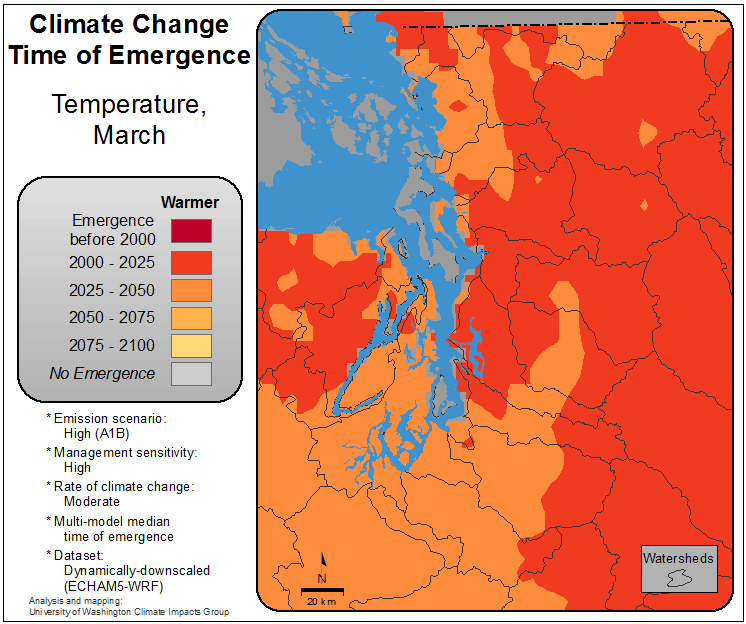 Climate Change
Time of Emergence
Temperature,
March
Warmer
Emergence
before 2000
2000 - 2025
2025 - 2050
2050 - 2075
2075 - 2100
No Emergence
* Emission scenario:
High (A1B)
* Management sensitivity:
High
* Rate of climate change:
Moderate
* Multi-model median
time of emergence
* Dataset:
Dynamically-downscaled
(ECHAM5-WRF)
Analysis and mapping:
University of Washington Climate Impacts Group
N
20 km
Watersheds